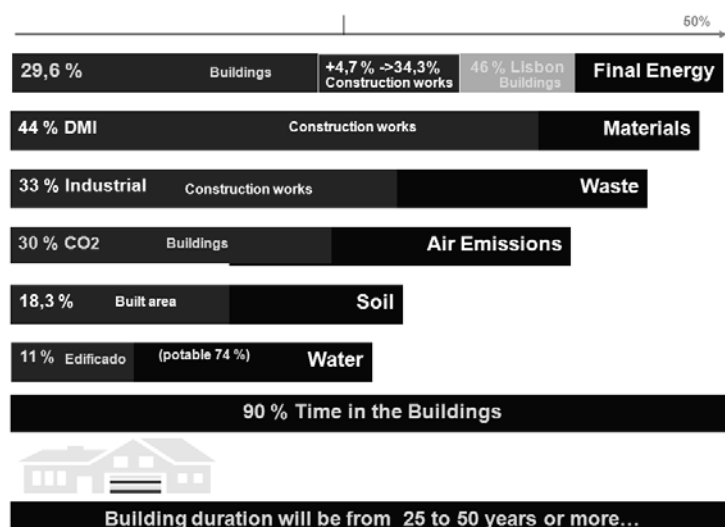 50%
29,6 % Buildings +4,7 % ->34,3% 46 % Lisbon Final Energy
Construction works Buildings
44 % DMI Construction works Materials
33 % Industrial Construction works Waste
30 % CO2 Buildings Air Emissions
18,3 % Built area Soil
11 % Edificado (potable 74 %) Water
90 % Time in the Buildings
Building duration will be from 25 to 50 years or more...